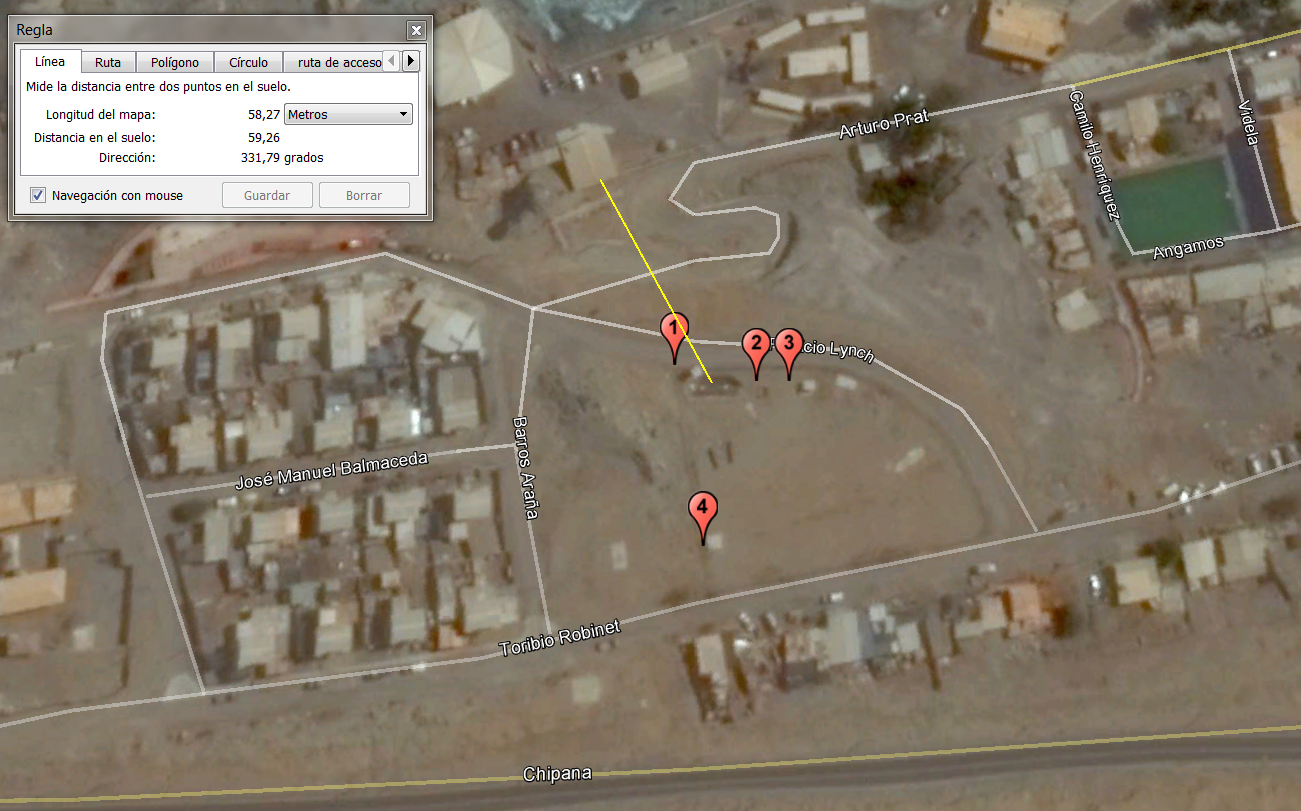 Regla
Línea
Ruta
Polígono
Círculo
ruta de acceso
Mide la distancia entre dos puntos en el suelo.
Longitud del mapa: 58,27 Metros
Distancia en el suelo: 59,26
Dirección: 331,79 grados
Navegación con mouse
Guardar
Borrar
Arturo Prat
Camilo Henríquez
Videla
Angamos
1
2
3
cio Lynch
José Manuel Balmaceda
Barros Araña
4
Toribio Robinet
Chipana